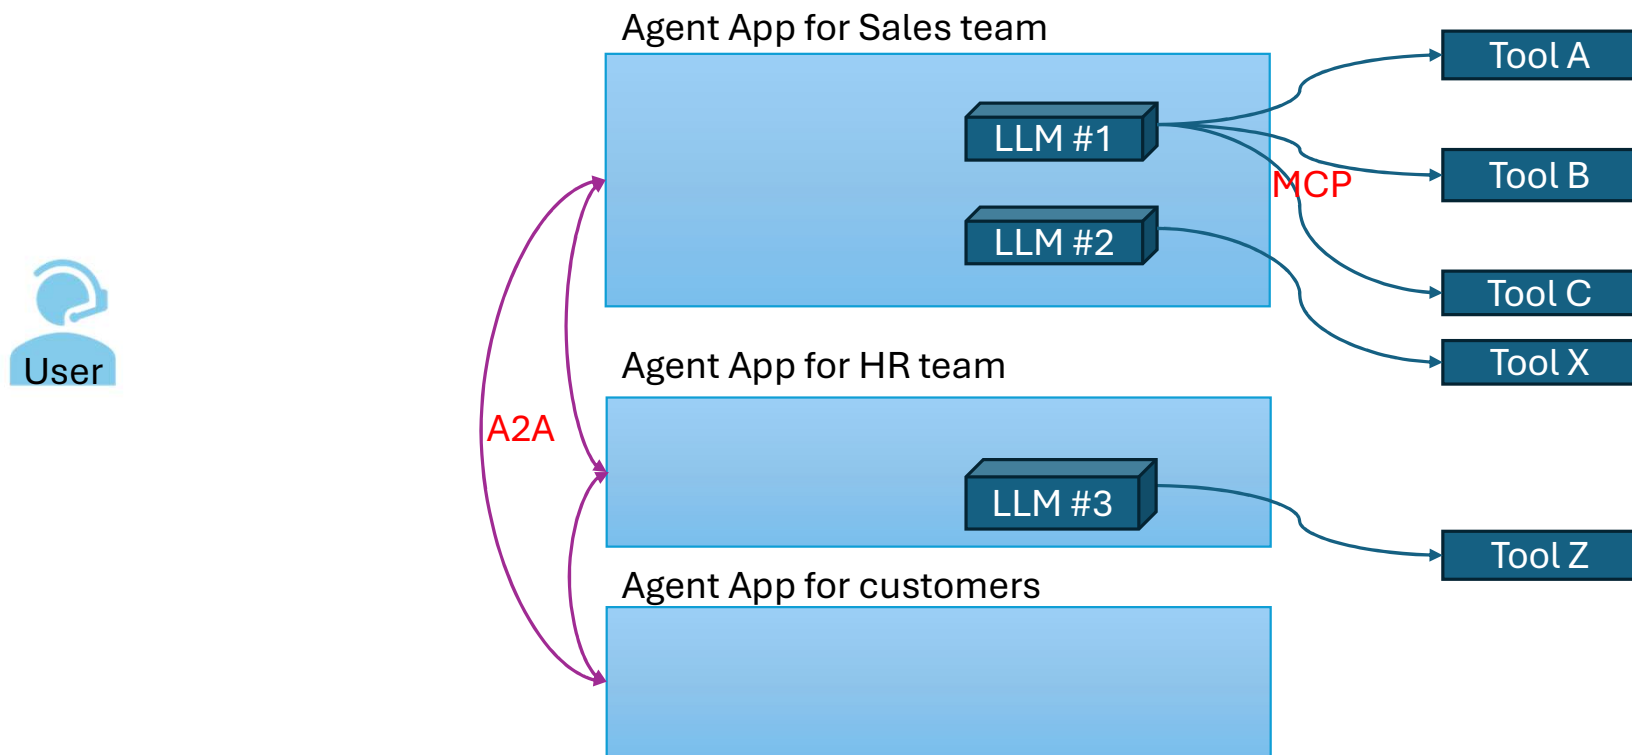 Agent App for Sales team
Tool A
LLM #1
Tool B
MCP
LLM #2
Tool C
User
Agent App for HR team
Tool X
A2A
LLM #3
Tool Z
Agent App for customers